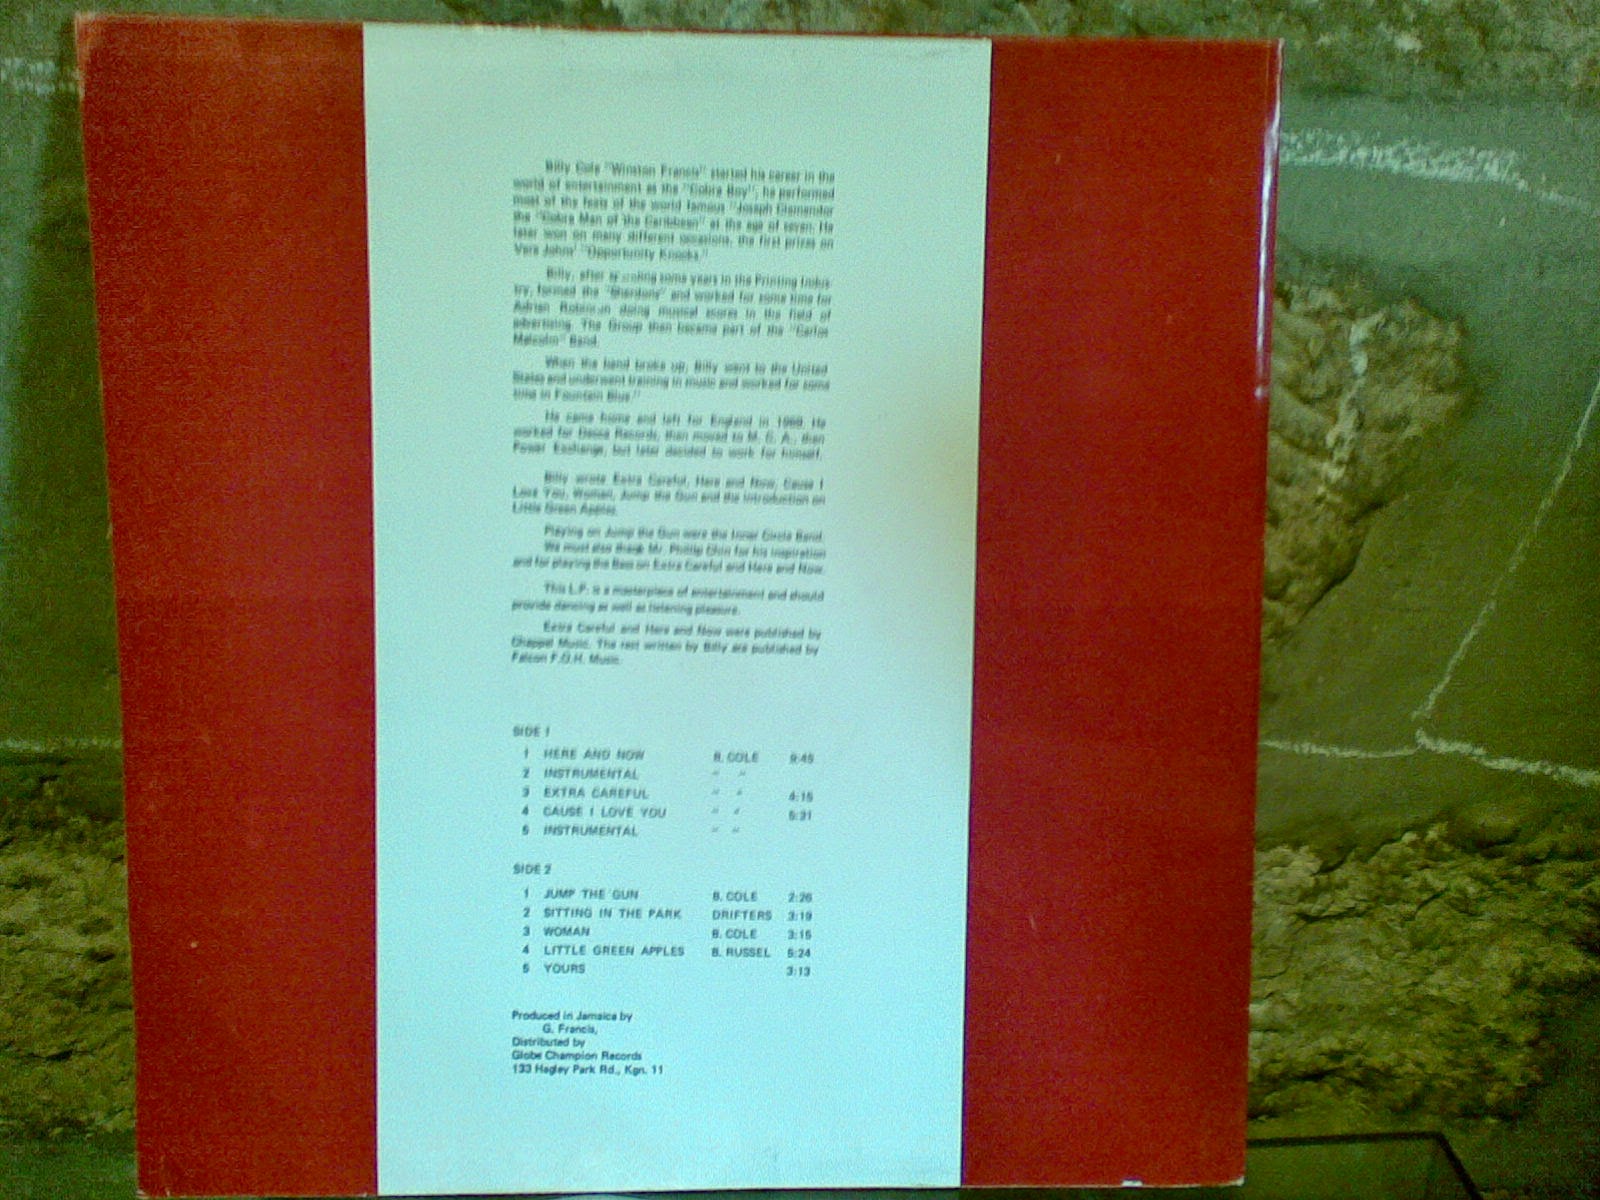 Billy Cole "Winston Francis" started his career in the
world of entertainment as the "Cobra Boy", he performed
most of the feats of the world famous "Joseph Clemendor
the "Cobra Man of the Caribbean" at the age of seven. He
later won on many different occasions, the first prizes on
Vere Johns' "Opportunity Knocks."
Billy, after some years in the Printing Indus
try, formed the and worked for some time for
Adrian Robinson doing musical scores in the field of
advertising. The Group then became part of the "Carlos
Malcolm" Band.
When the band broke up, Billy went to the United
States and underwent training in music and worked for some
time in Fountain Blue."
He came home and left for England in He
worked for Decca Records, then moved to M. C. A., then
Power Exchange, but later decided to work for himself.
Billy wrote Extra Careful, Here and Now, Cause I
Love You, Woman, Jump the Gun and the introduction on
Little Green Apples.
Playing on Jump the Gun were the Inner Circle Band.
We must also thank Mr. Phillip Chin for his inspiration
and for playing the Bass on Extra Careful and Here and Now.
This L.P. is a masterpiece of entertainment and should
provide dancing as well as listening pleasure.
Extra Careful and Here and Now were published by
Chappel Music. The rest written by Billy are published by
Falcon F.O.H. Music.
SIDE 1
1 HERE AND NOW B. COLE 9:45
2 INSTRUMENTAL " "
3 EXTRA CAREFUL " " 4:15
4 CAUSE I LOVE YOU " " 5:31
5 INSTRUMENTAL " "
SIDE 2
1 JUMP THE GUN B. COLE 2:26
2 SITTING IN THE PARK DRIFTERS 3:19
3 WOMAN B. COLE 3:15
4 LITTLE GREEN APPLES B. RUSSEL 5:24
5 YOURS 3:13
Produced in Jamaica by
G. Francis,
Distributed by
Globe Champion Records
133 Hagley Park Rd., Kgn. 11